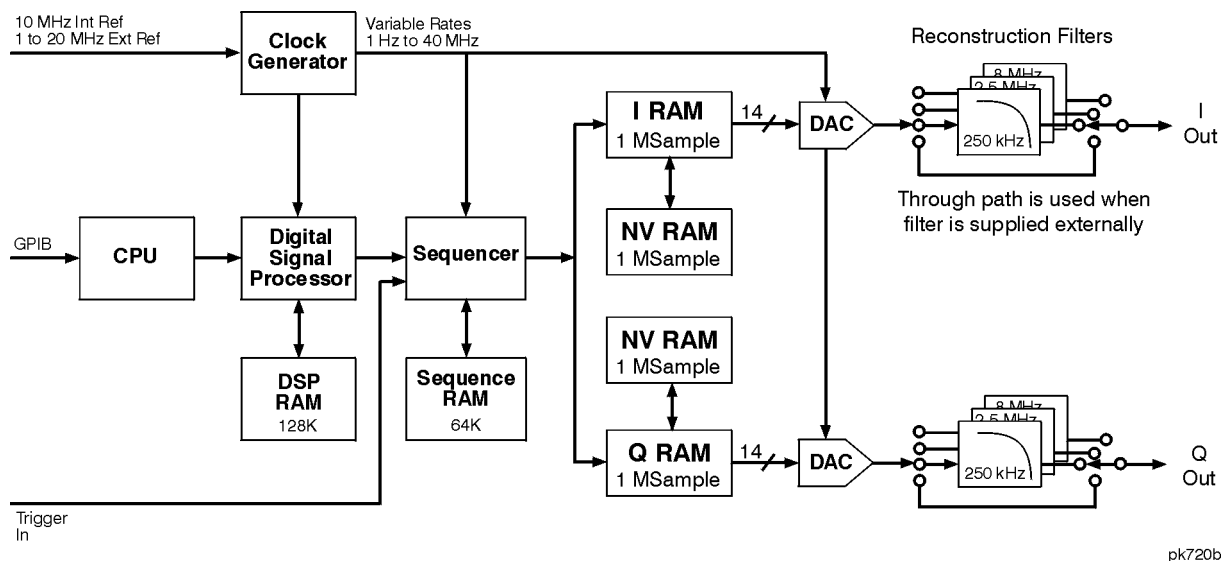 10 MHz Int Ref
1 to 20 MHz Ext Ref
Clock
Generator
Variable Rates
1 Hz to 40 MHz
Reconstruction Filters
8 MHz
2.5 MHz
250 kHz
I RAM
1 MSample
14
DAC
I
Out
Through path is used when
filter is supplied externally
NV RAM
1 MSample
GPIB
CPU
Digital
Signal
Processor
Sequencer
DSP
RAM
128K
Sequence
RAM
64K
NV RAM
1 MSample
Q RAM
1 MSample
14
DAC
8 MHz
2.5 MHz
250 kHz
Q
Out
Trigger
In
pk720b